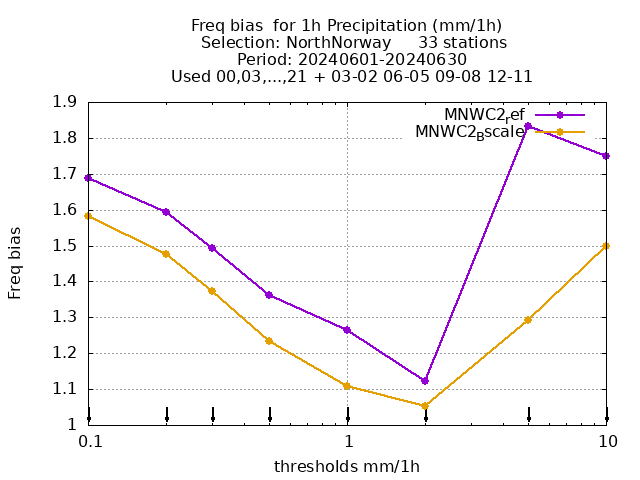 Freq bias  for 1h Precipitation (mm/1h)
Selection: NorthNorway     33 stations
Period: 20240601-20240630
Used 00,03,...,21 + 03-02 06-05 09-08 12-11
MNWC2_ref
MNWC2_Bscale
1.9
1.8
1.7
1.6
1.5
1.4
1.3
1.2
1.1
1
Freq bias
0.1 1 10
thresholds mm/1h